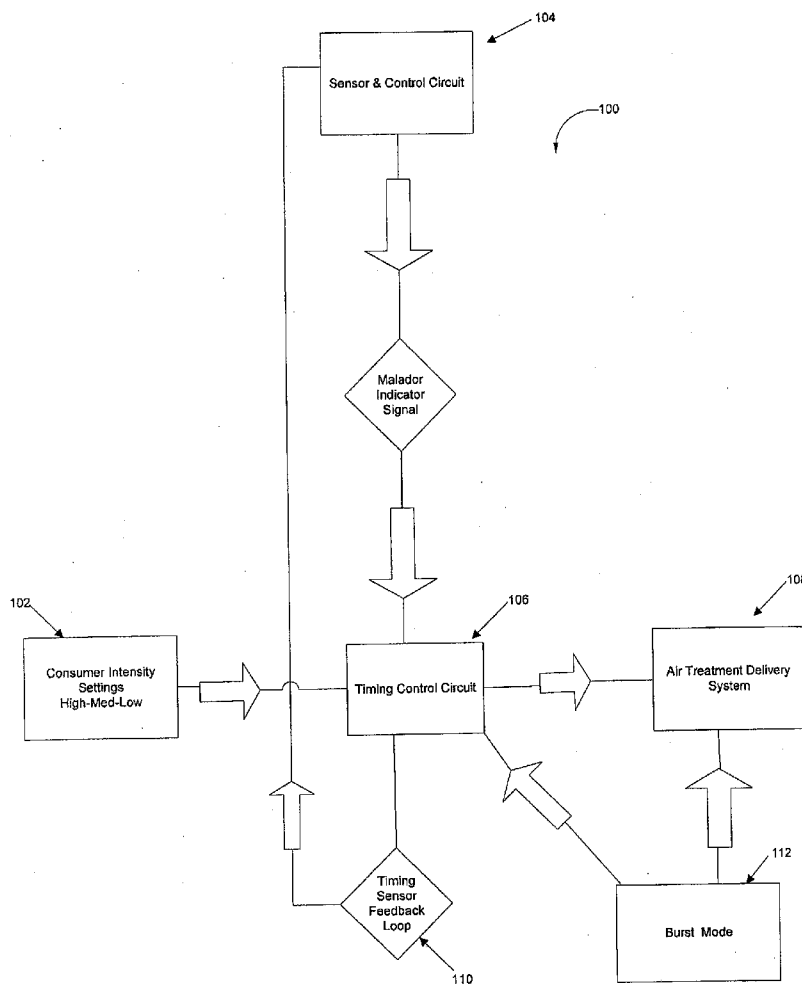 104
Sensor & Control Circuit
100
Malador
Indicator
Signal
102
106
108
Consumer Intensity
Settings
High-Med-Low
Timing Control Circuit
Air Treatment Delivery
System
112
Timing
Sensor
Feedback
Loop
Burst Mode
110